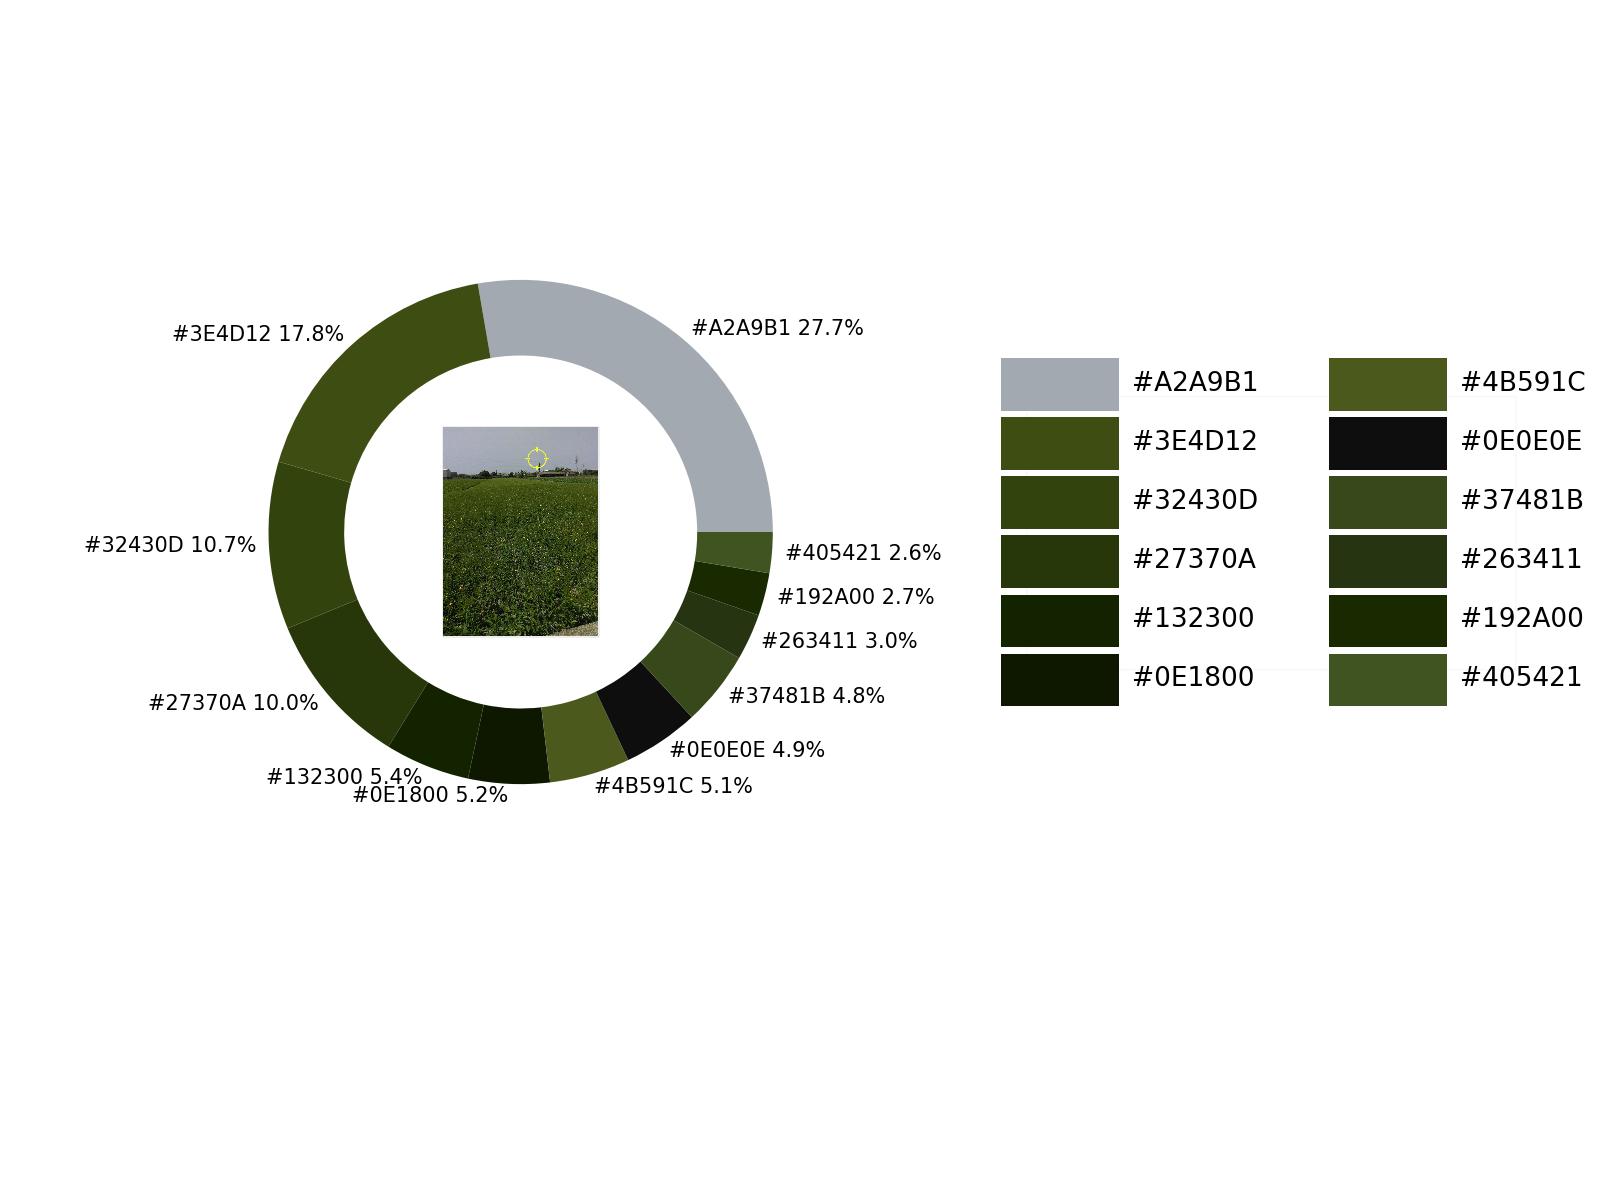 #A2A9B1 27.7%
#3E4D12 17.8%
#32430D 10.7%
#27370A 10.0%
#132300 5.4%
#0E1800 5.2%
#4B591C 5.1%
#0E0E0E 4.9%
#37481B 4.8%
#263411 3.0%
#192A00 2.7%
#405421 2.6%
#A2A9B1
#3E4D12
#32430D
#27370A
#132300
#0E1800
#4B591C
#0E0E0E
#37481B
#263411
#192A00
#405421